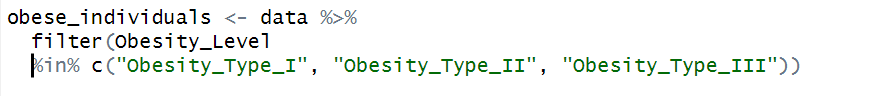 obese_individuals <- data %>%
  filter(Obesity_Level
  %in% c("Obesity_Type_I", "Obesity_Type_II", "Obesity_Type_III"))